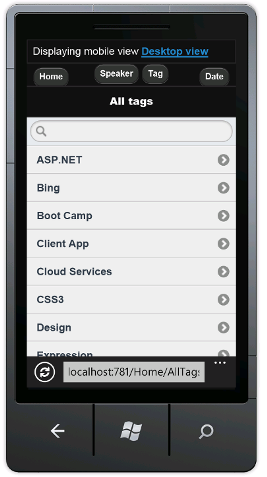 Displaying mobile view Desktop view
Home Speaker Tag Date
All tags
ASP.NET
Bing
Boot Camp
Client App
Cloud Services
CSS3
Design
Expression
localhost:781/Home/AllTags
...